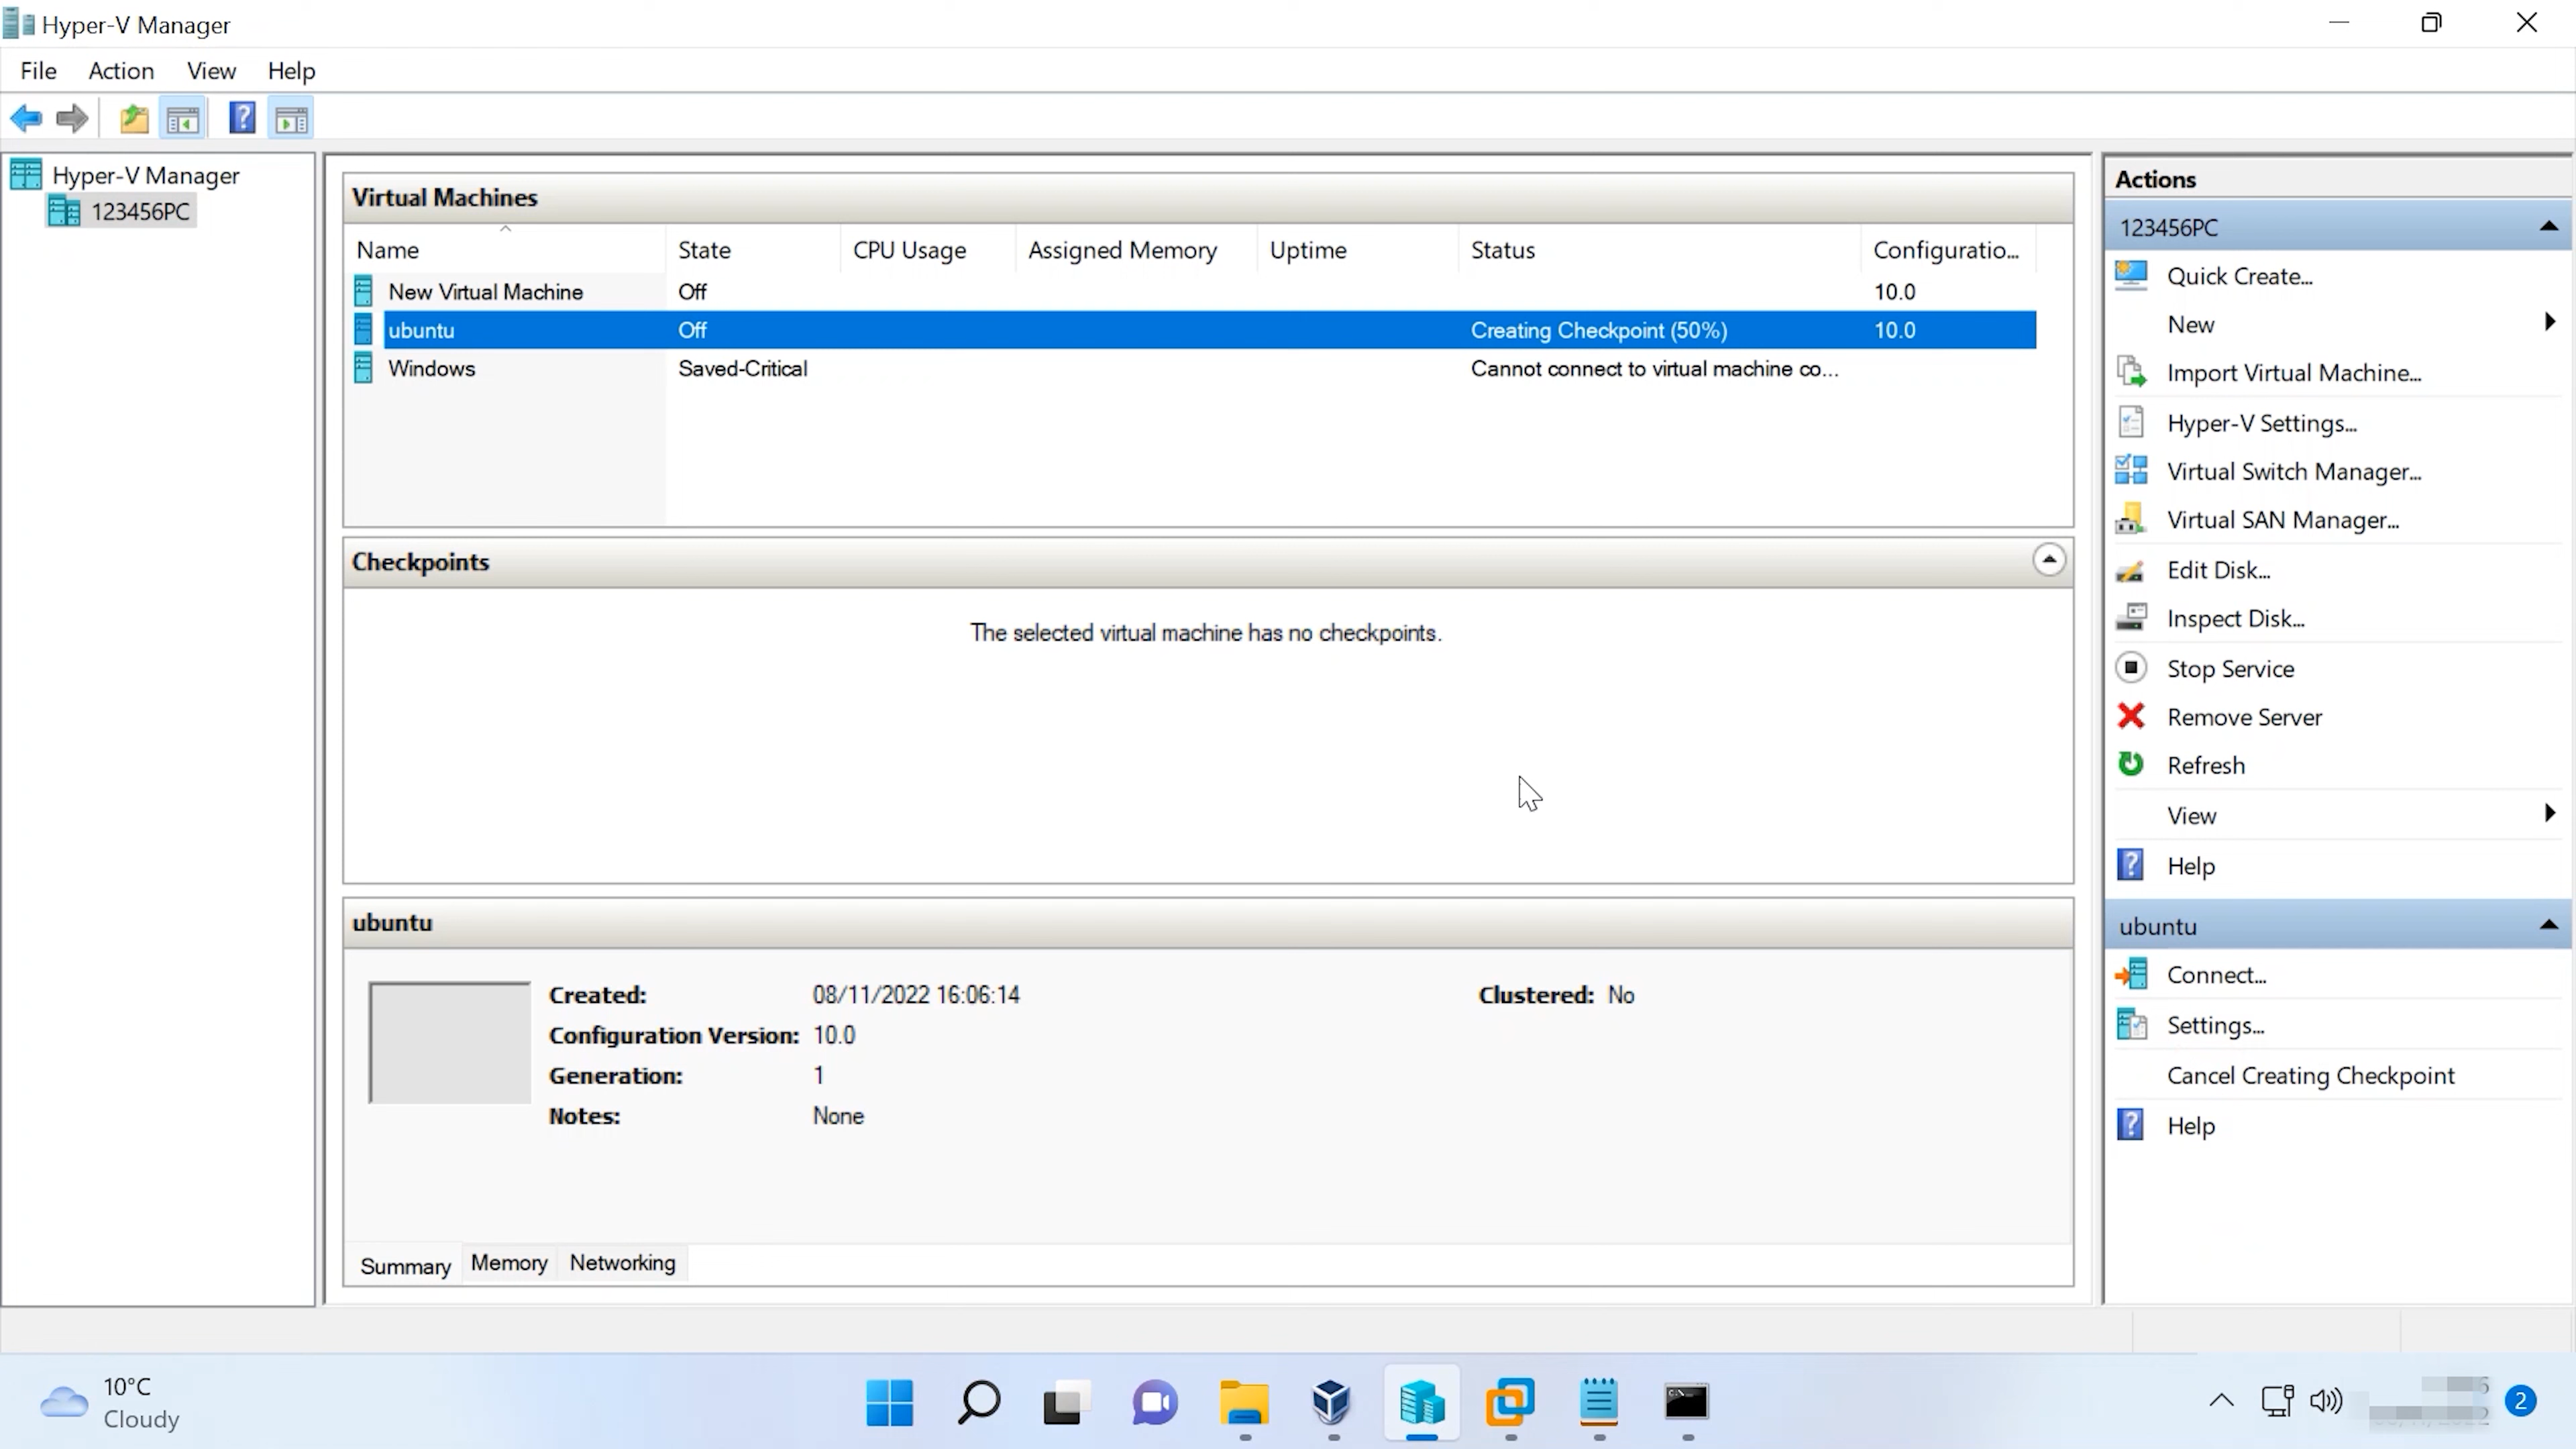 Hyper-V Manager
File Action View Help
Hyper-V Manager
123456PC
Virtual Machines
Name State CPU Usage Assigned Memory Uptime Status Configuratio...
New Virtual Machine Off 10.0
ubuntu Off Creating Checkpoint (50%) 10.0
Windows Saved-Critical Cannot connect to virtual machine co...
Checkpoints
The selected virtual machine has no checkpoints.
ubuntu
Created: 08/11/2022 16:06:14 Clustered: No
Configuration Version: 10.0
Generation: 1
Notes: None
Summary Memory Networking
Actions
123456PC
Quick Create...
New
Import Virtual Machine...
Hyper-V Settings...
Virtual Switch Manager...
Virtual SAN Manager...
Edit Disk...
Inspect Disk...
Stop Service
Remove Server
Refresh
View
Help
ubuntu
Connect...
Settings...
Cancel Creating Checkpoint
Help
10°C
Cloudy
2